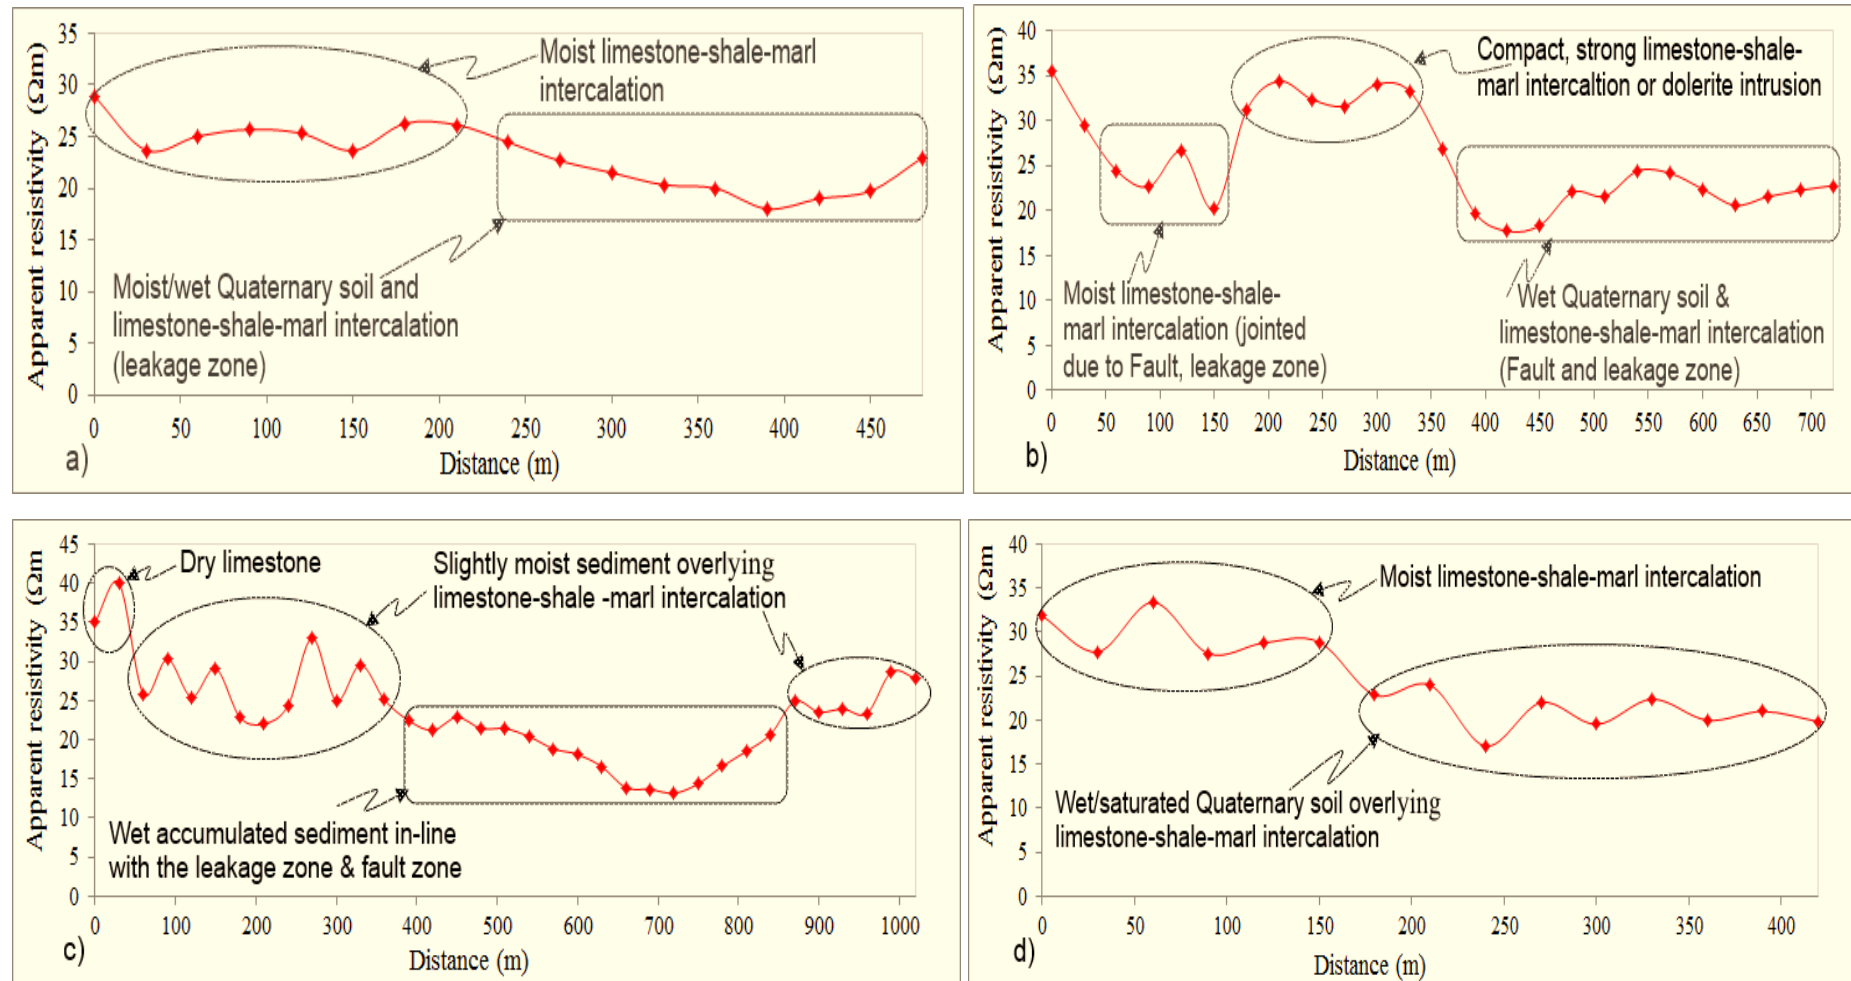 Apparent resistivity (Ωm)
35
30
25
20
15
10
5
0
Moist limestone-shale-marl
intercalation
Moist/wet Quaternary soil and
limestone-shale-marl intercalation
(leakage zone)
0 50 100 150 200 250 300 350 400 450
a)
Distance (m)
Apparent resistivity (Ωm)
40
35
30
25
20
15
10
5
0
Compact, strong limestone-shale-
marl intercaltion or dolerite intrusion
Moist limestone-shale-
marl intercalation (jointed
due to Fault, leakage zone)
Wet Quaternary soil &
limestone-shale-marl intercalation
(Fault and leakage zone)
0 50 100 150 200 250 300 350 400 450 500 550 600 650 700
b)
Distance (m)
Apparent resistivity (Ωm
45
40
35
30
25
20
15
10
5
0
Dry limestone
Slightly moist sediment overlying
limestone-shale -marl intercalation
Wet accumulated sediment in-line
with the leakage zone & fault zone
0 100 200 300 400 500 600 700 800 900 1000
c)
Distance (m)
Apparent resistivity (Ωm
40
35
30
25
20
15
10
5
0
Moist limestone-shale-marl intercalation
Wet/saturated Quaternary soil overlying
limestone-shale-marl intercalation
0 50 100 150 200 250 300 350 400
d)
Distance (m)